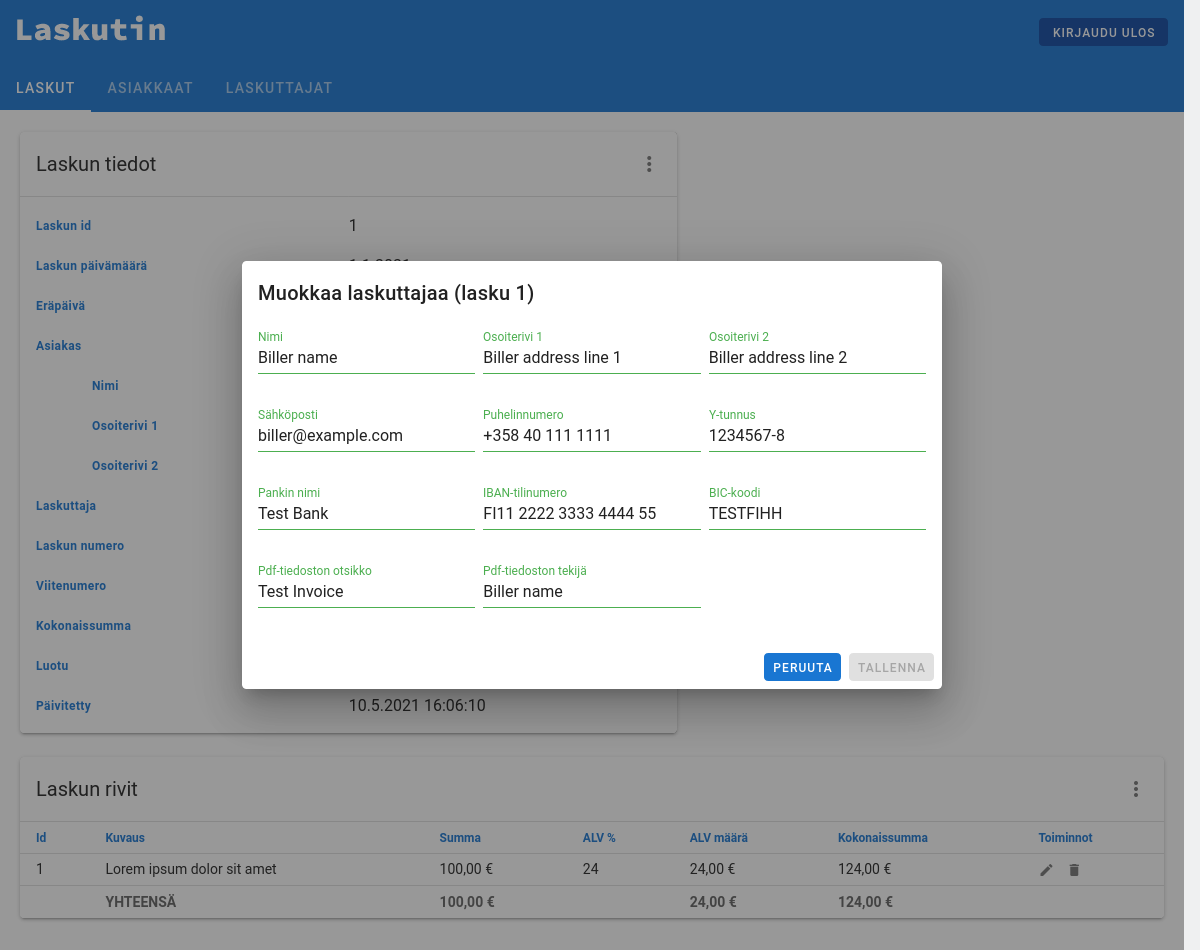 Laskutin
KIRJAUDU ULOS
LASKUT ASIAKKAAT LASKUTTAJAT
Laskun tiedot
Laskun id 1
Laskun päivämäärä
Eräpäivä
Asiakas
Nimi
Osoiterivi 1
Osoiterivi 2
Laskuttaja
Laskun numero
Viitenumero
Kokonaissumma
Luotu
Päivitetty 10.5.2021 16:06:10
Muokkaa laskuttajaa (lasku 1)
Nimi Osoiterivi 1 Osoiterivi 2
Biller name Biller address line 1 Biller address line 2
Sähköposti Puhelinnumero Y-tunnus
biller@example.com +358 40 111 1111 1234567-8
Pankin nimi IBAN-tilinumero BIC-koodi
Test Bank FI11 2222 3333 4444 55 TESTFIHH
Pdf-tiedoston otsikko Pdf-tiedoston tekijä
Test Invoice Biller name
PERUUTA TALLENNA
Laskun rivit
Id Kuvaus Summa ALV % ALV määrä Kokonaissumma Toiminnot
1 Lorem ipsum dolor sit amet 100,00 € 24 24,00 € 124,00 €
YHTEENSÄ 100,00 € 24,00 € 124,00 €